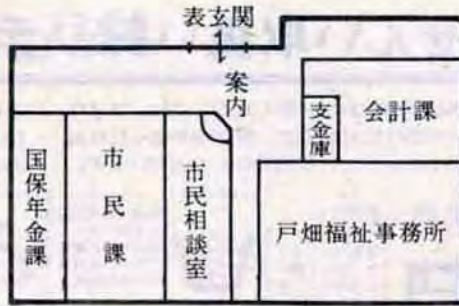 表玄関
案内
会計課
支金庫
国保年金課
市民課
市民相談室
戸畑福祉事務所